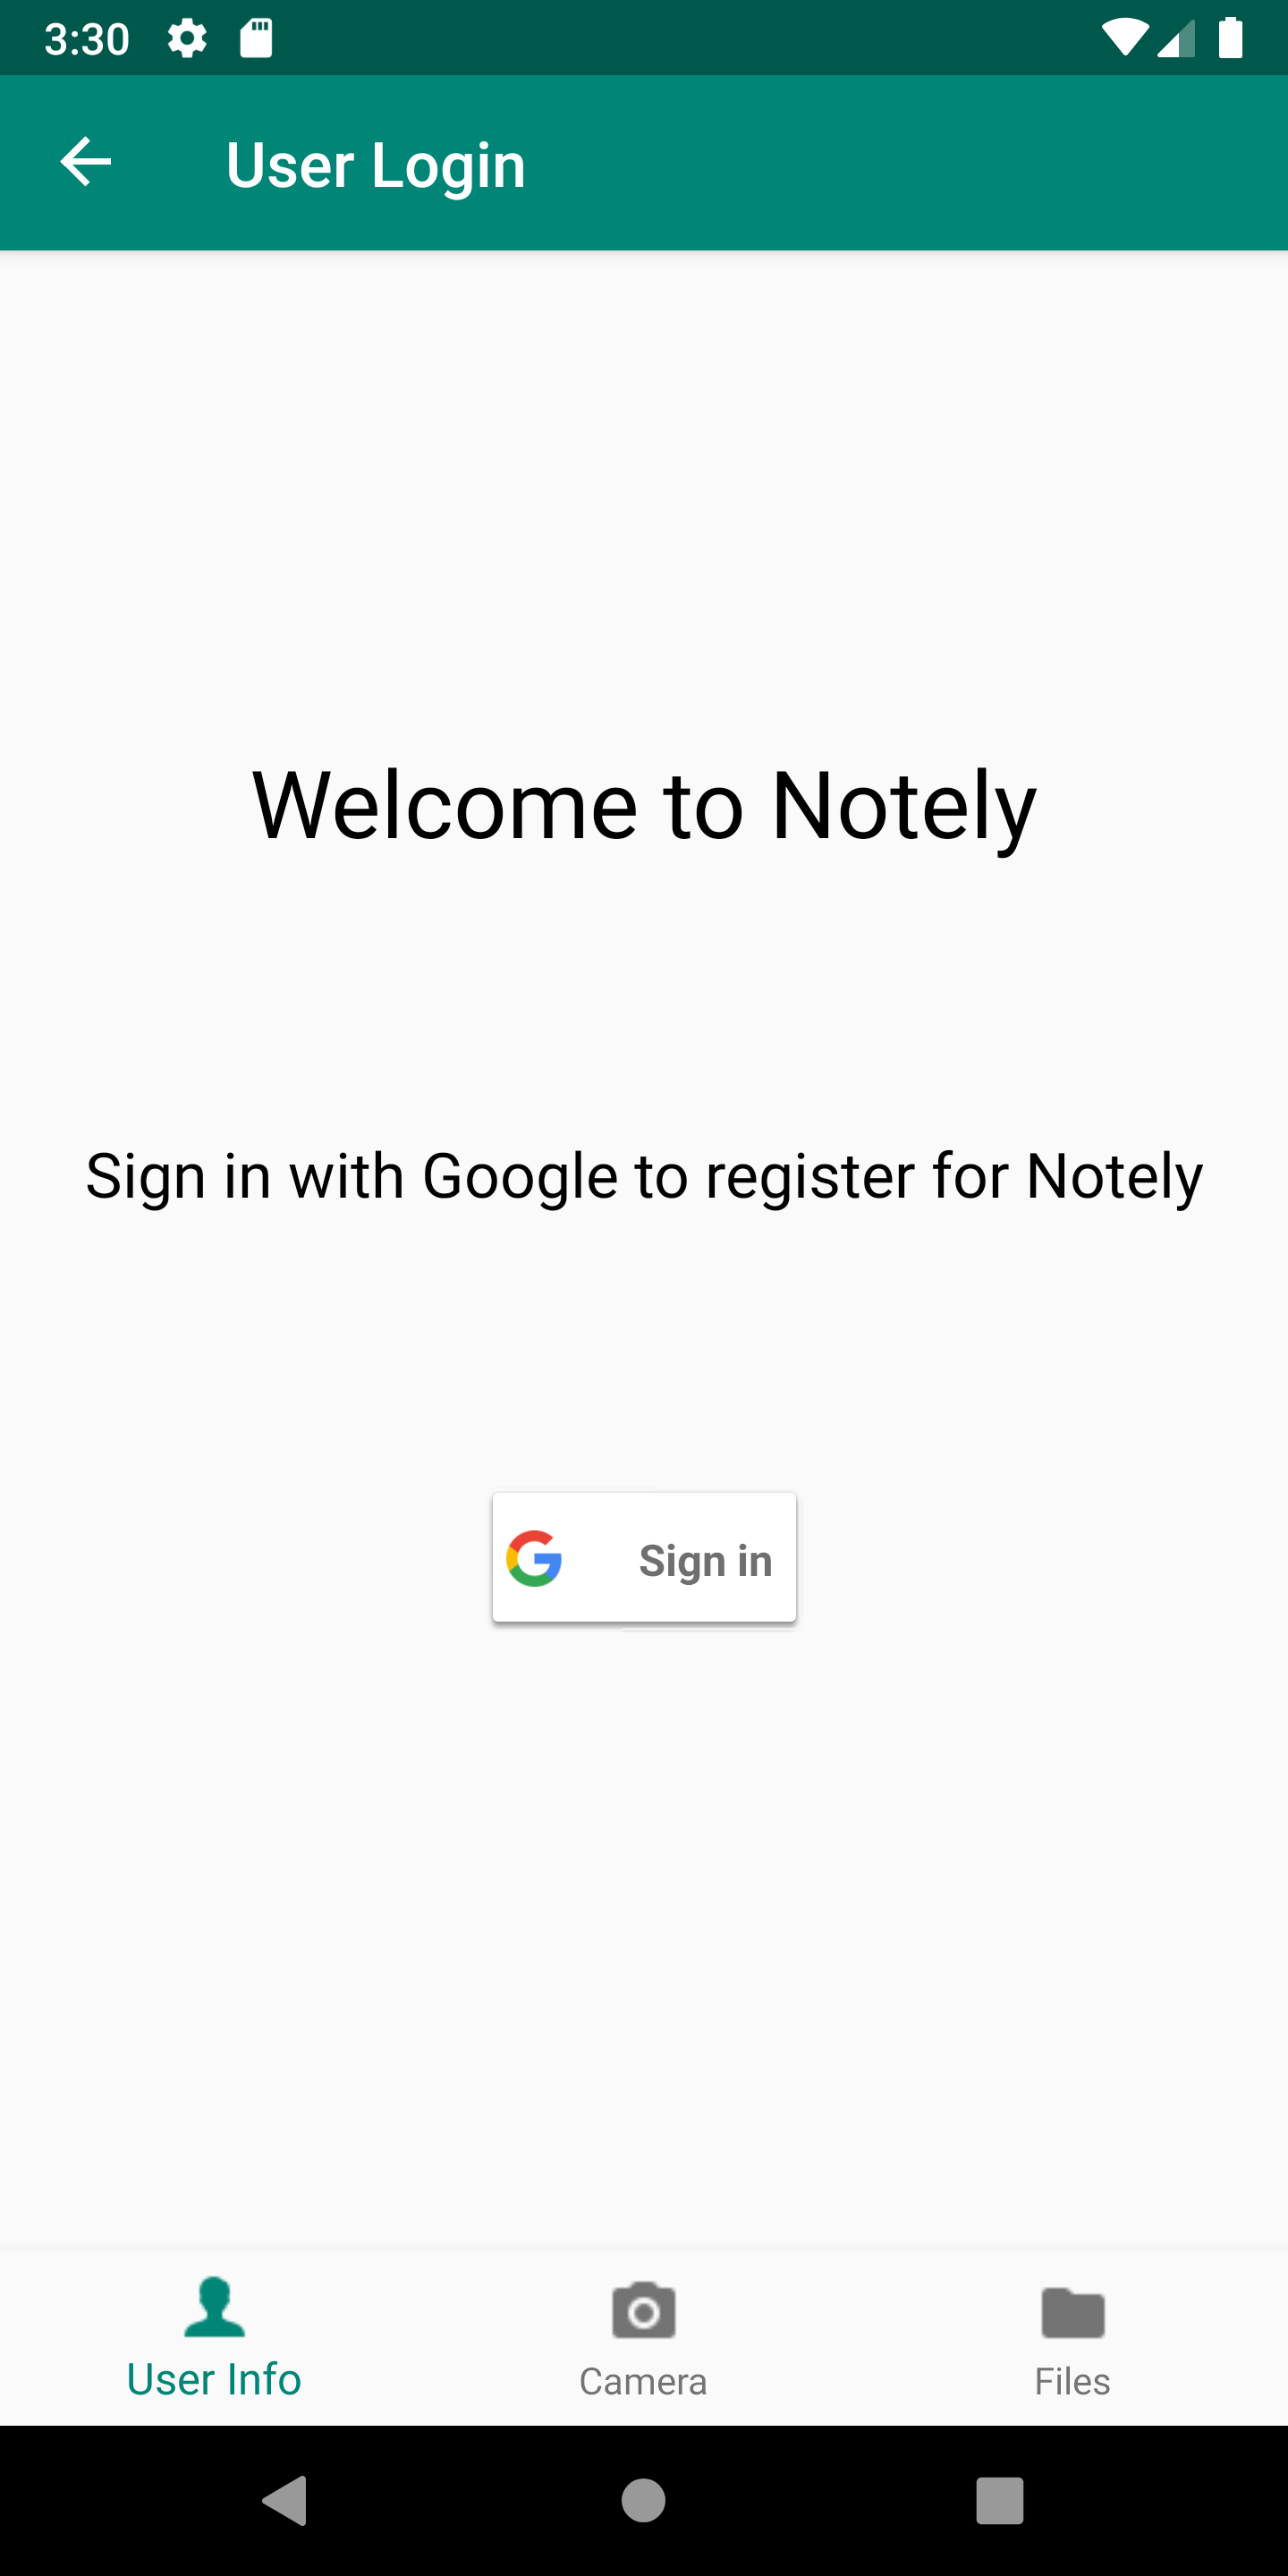 3:30
User Login
Welcome to Notely
Sign in with Google to register for Notely
Sign in
User Info
Camera
Files